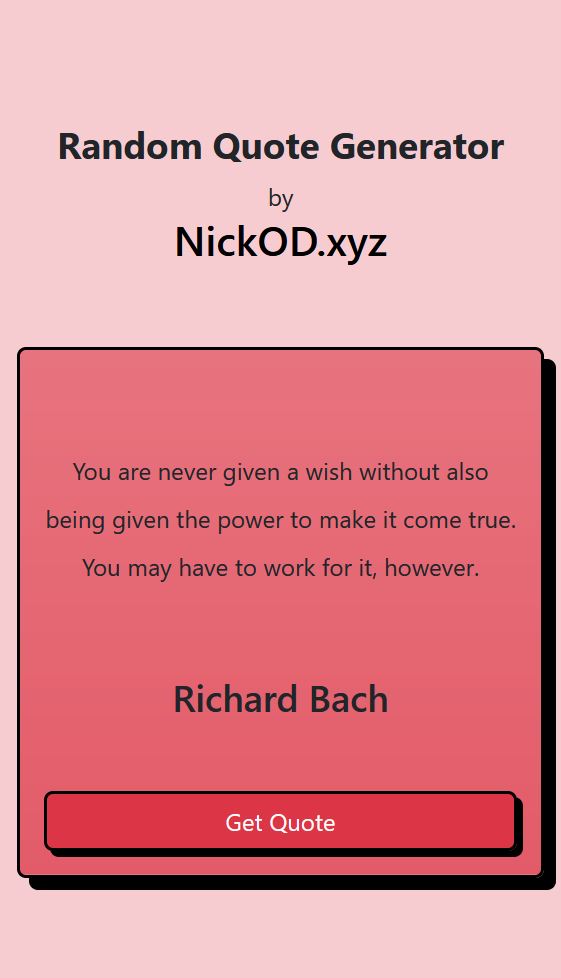 Random Quote Generator
by
NickOD.xyz
You are never given a wish without also
being given the power to make it come true.
You may have to work for it, however.
Richard Bach
Get Quote